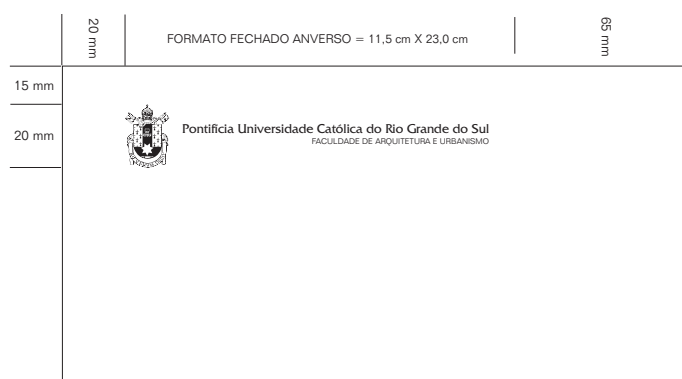 20 mm
FORMATO FECHADO ANVERSO = 11,5 cm X 23,0 cm
65 mm
15 mm
20 mm
Pontifícia Universidade Católica do Rio Grande do Sul
FACULDADE DE ARQUITETURA E URBANISMO